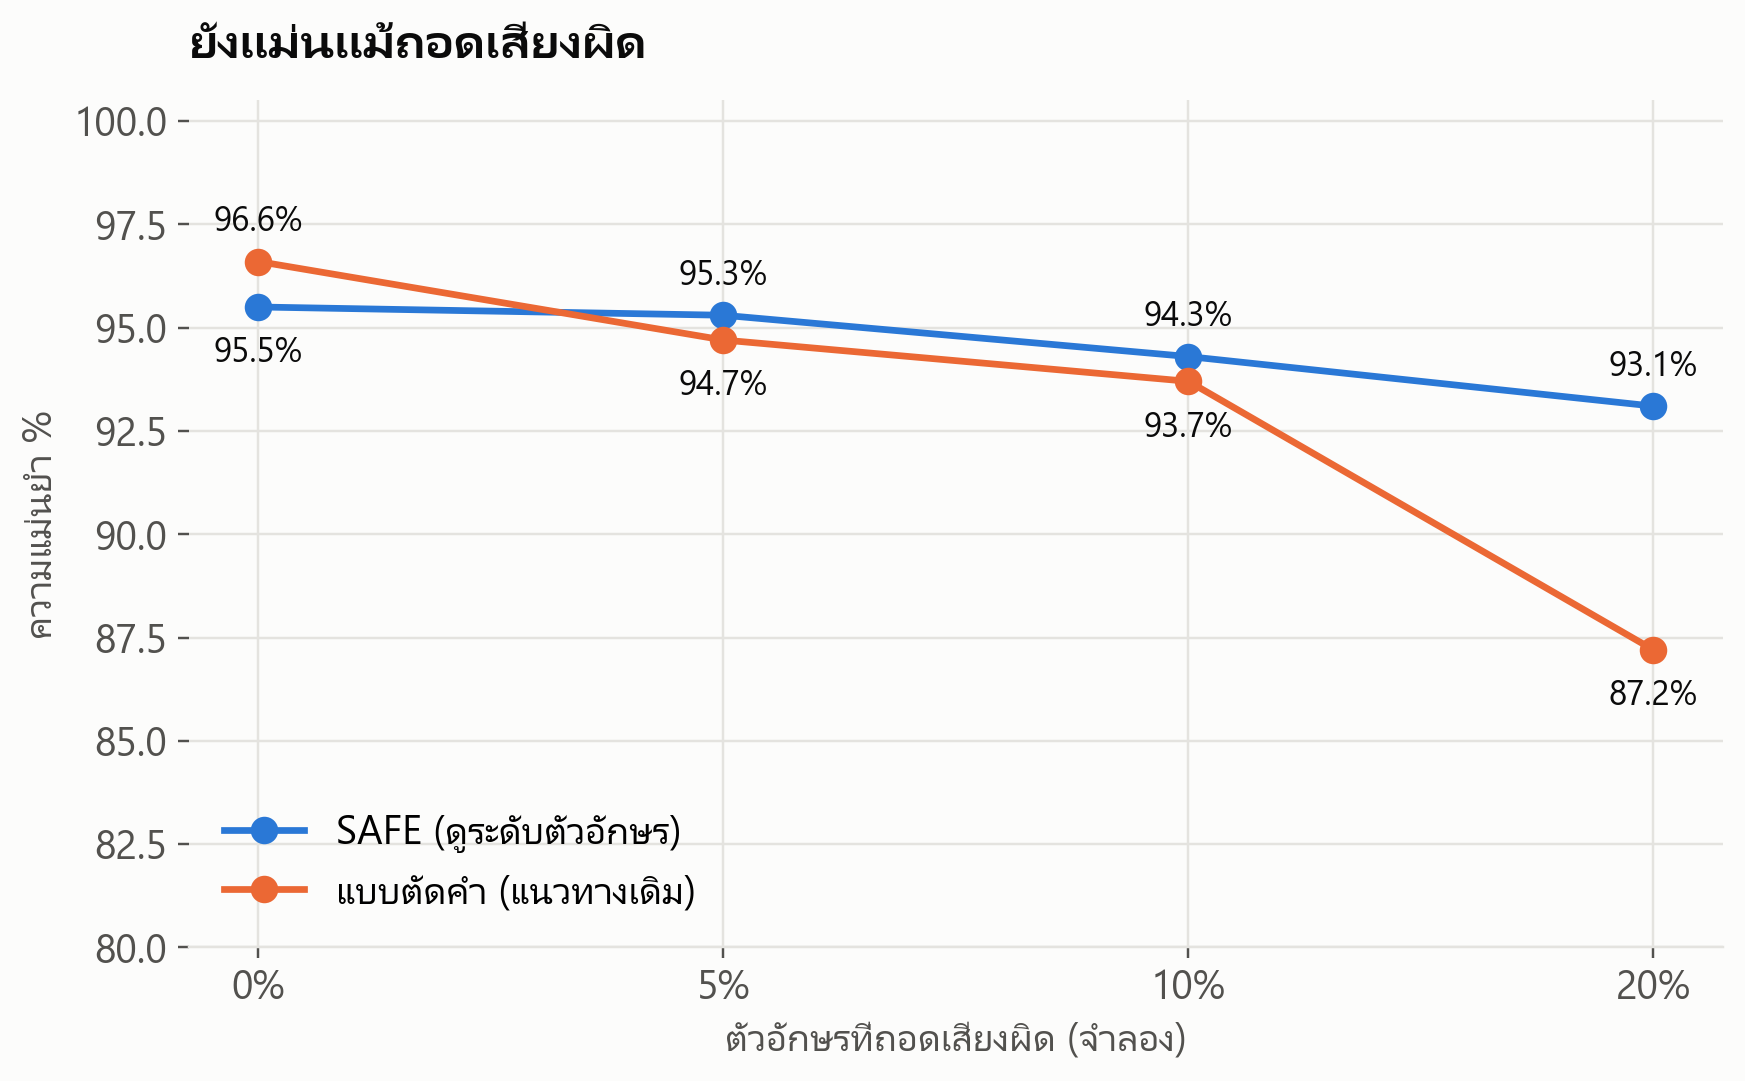 ยังแม่นแม้ถอดเสียงผิด
100.0
97.5
95.0
92.5
90.0
87.5
85.0
82.5
80.0
ความแม่นยำ %
96.6%
95.5%
95.3%
94.7%
94.3%
93.7%
93.1%
87.2%
SAFE (ดูระดับตัวอักษร)
แบบตัดคำ (แนวทางเดิม)
0% 5% 10% 20%
ตัวอักษรที่ถอดเสียงผิด (จำลอง)